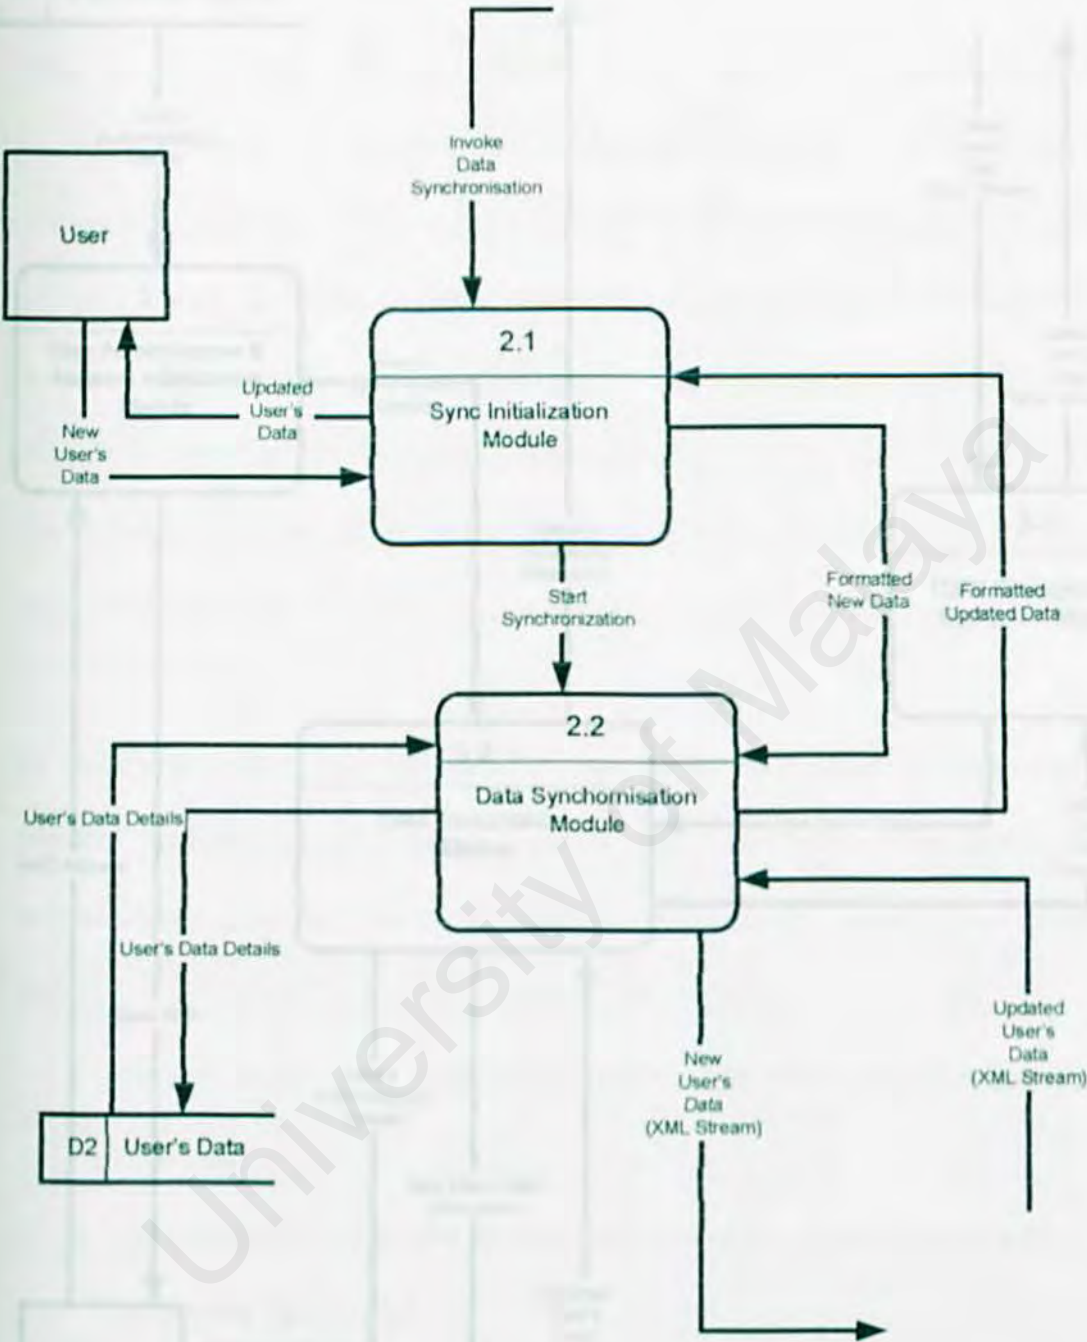 Invoke
Data
Synchronisation
User
2.1
Sync Initialization
Module
Updated
User's
Data
New
User's
Data
Start
Synchronization
Formatted
New Data
Formatted
Updated Data
2.2
Data Synchornisation
Module
User's Data Details
User's Data Details
D2 User's Data
New
User's
Data
(XML Stream)
Updated
User's
Data
(XML Stream)
University of Malaya